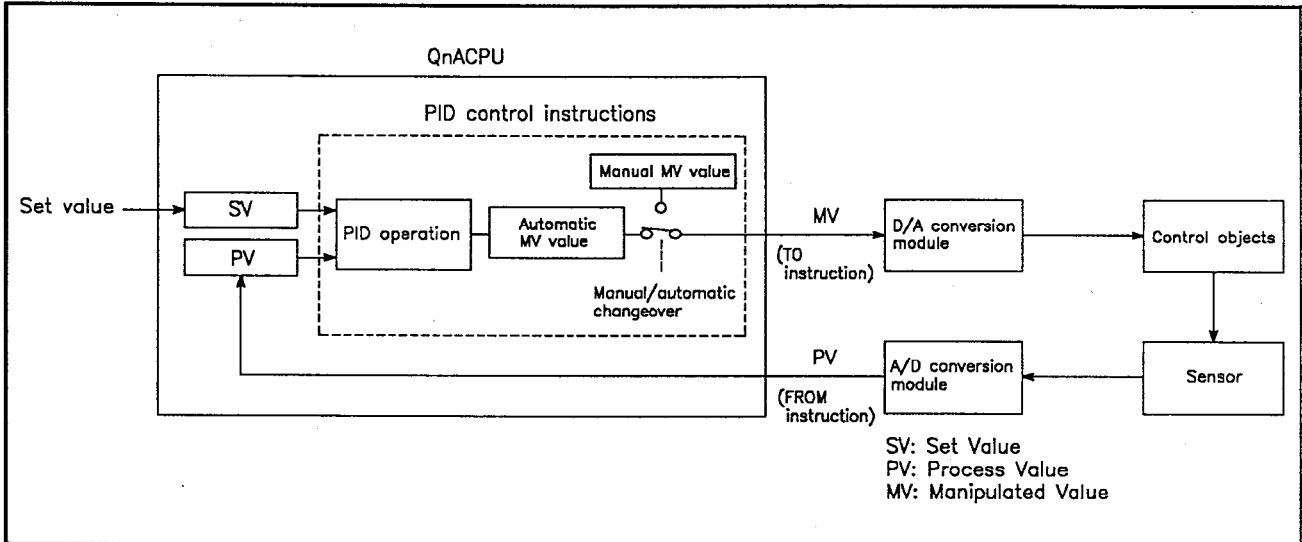 QnACPU
PID control instructions
Manual MV value
Set value
SV
PV
PID operation
Automatic
MV value
Manual/automatic
changeover
MV
(TO
instruction)
D/A conversion
module
Control objects
PV
(FROM
instruction)
A/D conversion
module
Sensor
SV: Set Value
PV: Process Value
MV: Manipulated Value